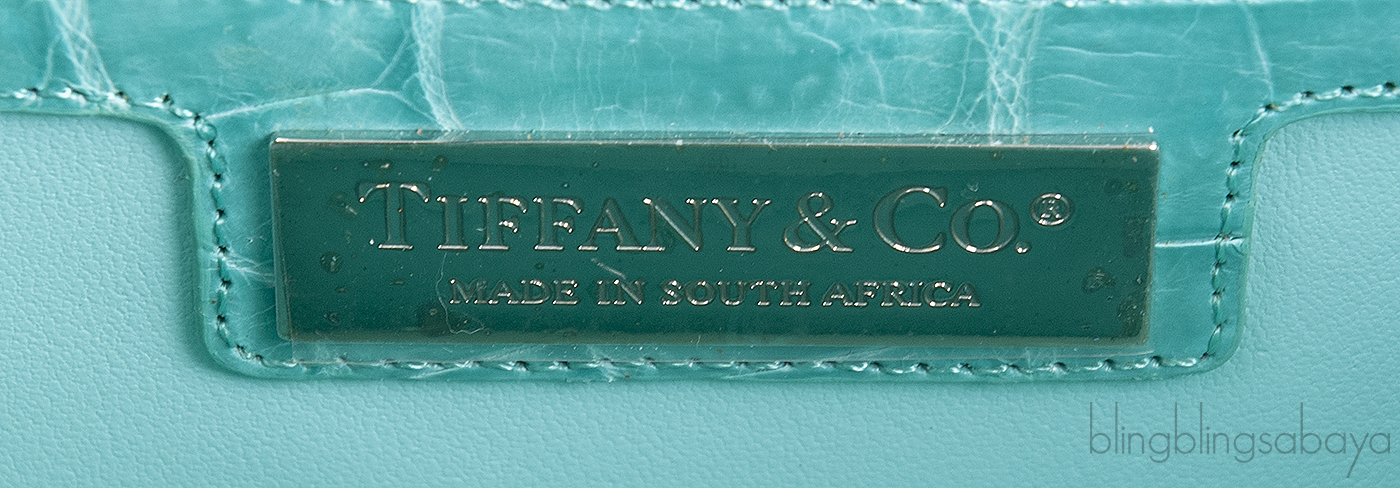 TIFFANY & CO.®
MADE IN SOUTH AFRICA
blingblingsabaya